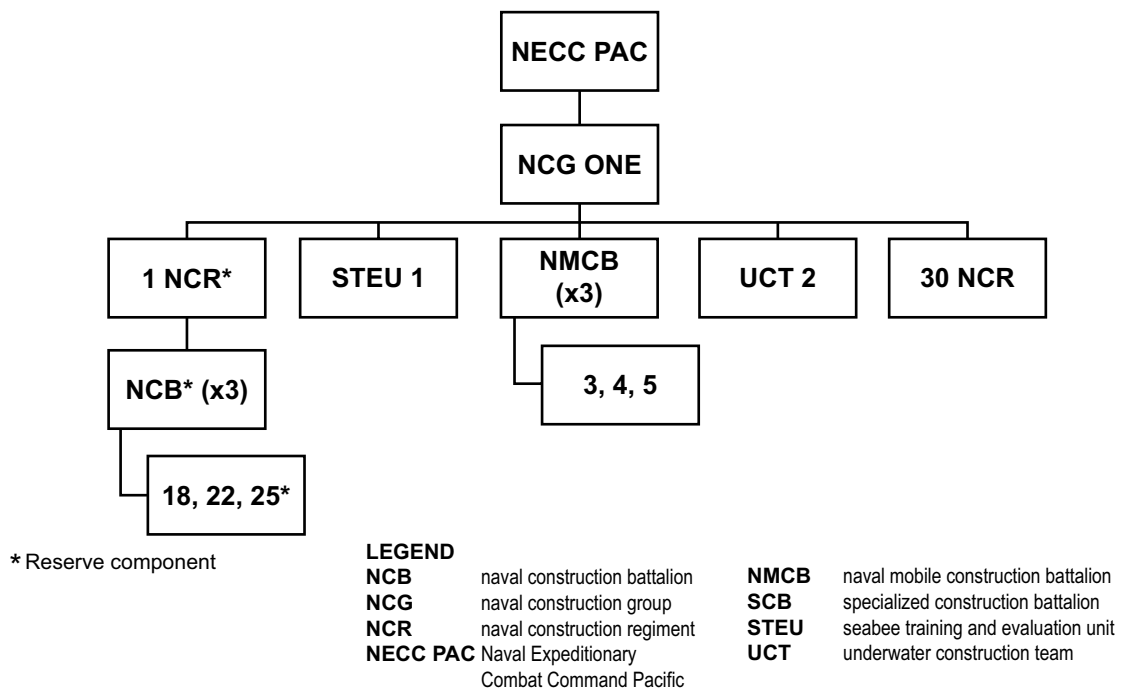 NECC PAC
NCG ONE
1 NCR*
STEU 1
NMCB
(x3)
UCT 2
30 NCR
NCB* (x3)
3, 4, 5
18, 22, 25*
* Reserve component
LEGEND
NCB naval construction battalion
NCG naval construction group
NCR naval construction regiment
NECC PAC Naval Expeditionary
Combat Command Pacific
NMCB naval mobile construction battalion
SCB specialized construction battalion
STEU seabee training and evaluation unit
UCT underwater construction team